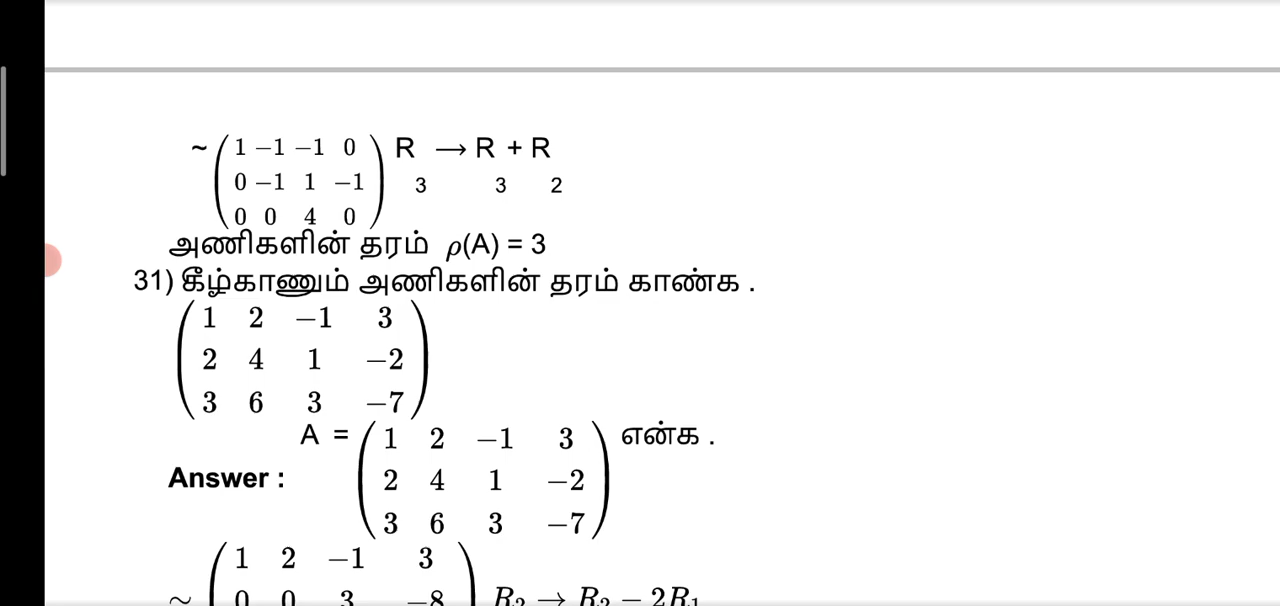 ~ ( 1 −1 −1 0 ) R₃ → R₃ + R₂
0 −1 1 −1
0 0 4 0
அணிகளின் தரம் ρ(A) = 3
31) கீழ்காணும் அணிகளின் தரம் காண்க .
1 2 −1 3
2 4 1 −2
3 6 3 −7
A = ( 1 2 −1 3 ) என்க .
Answer : 2 4 1 −2
3 6 3 −7
1 2 −1 3
~ 0 0 3 −8 R₂ → R₂ − 2R₁